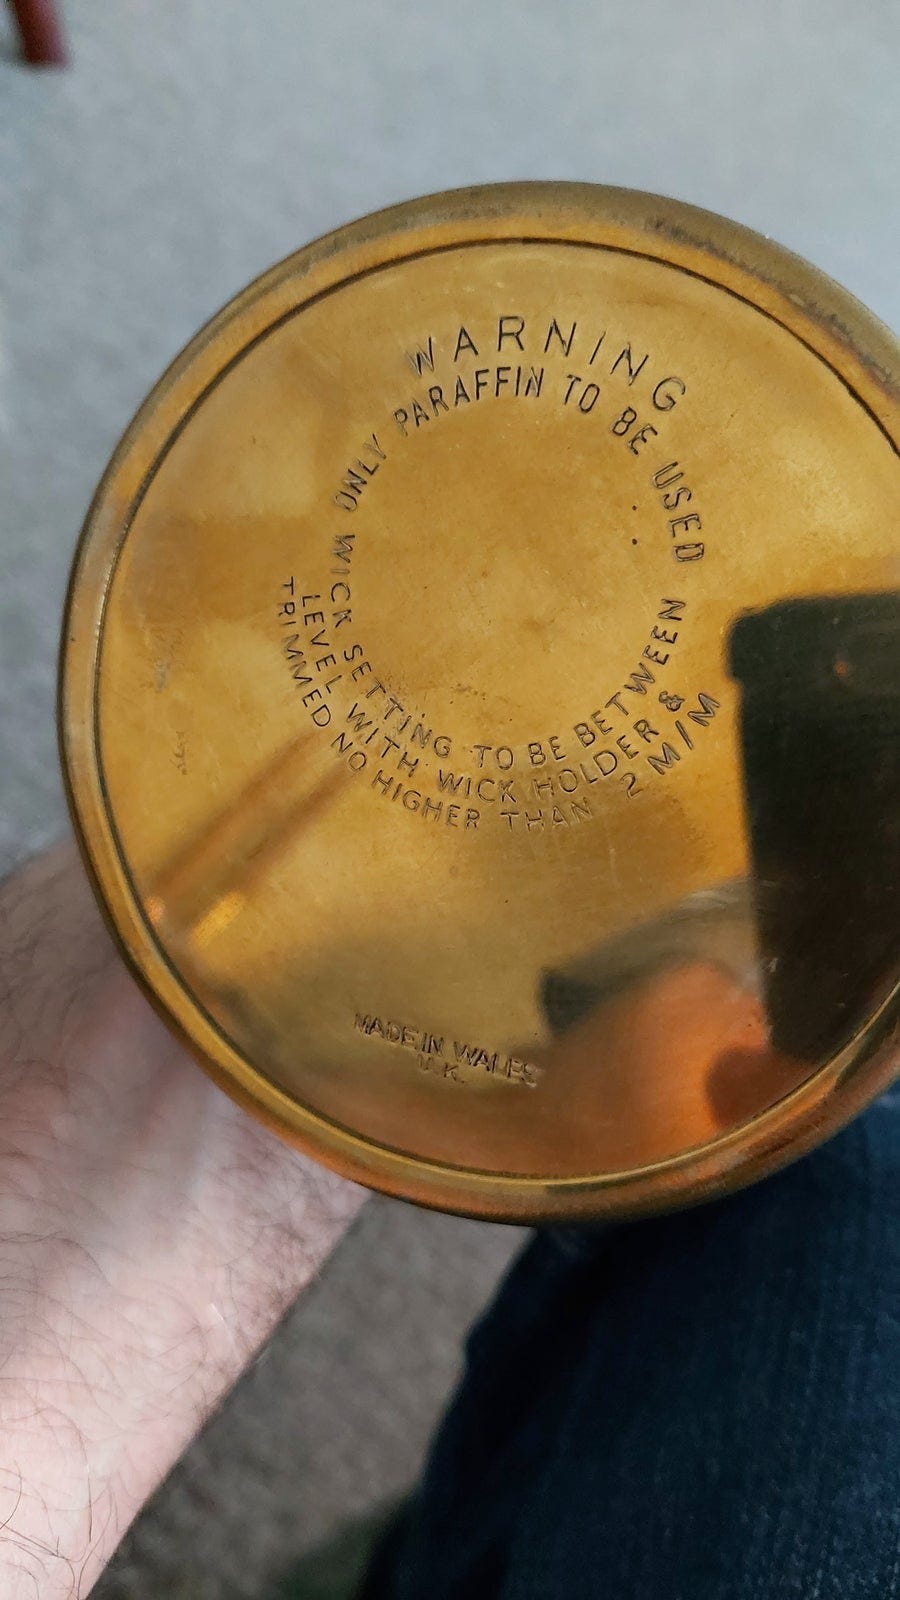 WARNING
ONLY PARAFFIN TO BE USED
WICK SETTING TO BE BETWEEN
LEVEL WITH WICK HOLDER &
TRIMMED NO HIGHER THAN 2 M/M
MADE IN WALES
U.K.